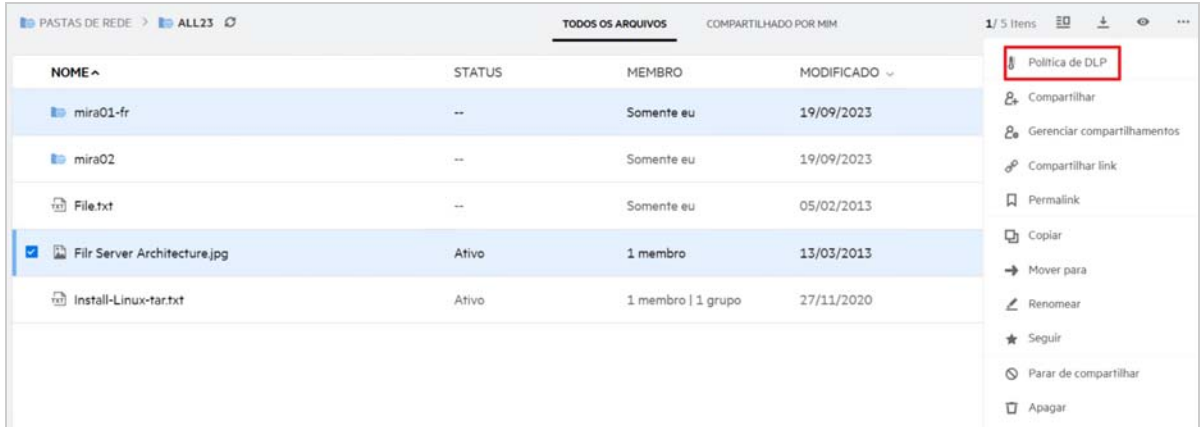 PASTAS DE REDE > ALL23 TODOS OS ARQUIVOS COMPARTILHADO POR MIM 1/ 5 Itens ...
NOME STATUS MEMBRO MODIFICADO
mira01-fr -- Somente eu 19/09/2023
mira02 -- Somente eu 19/09/2023
TXT File.txt -- Somente eu 05/02/2013
Filr Server Architecture.jpg Ativo 1 membro 13/03/2013
TXT Install-Linux-tar.txt Ativo 1 membro | 1 grupo 27/11/2020
Política de DLP
Compartilhar
Gerenciar compartilhamentos
Compartilhar link
Permalink
Copiar
Mover para
Renomear
Seguir
Parar de compartilhar
Apagar